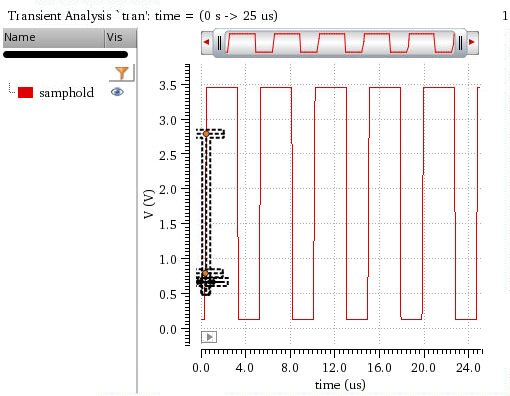 Transient Analysis `tran': time = (0 s -> 25 us) 1
Name Vis
samphold
V (V)
3.5
3.0
2.5
2.0
1.5
1.0
0.5
0.0
0.0 4.0 8.0 12.0 16.0 20.0 24.0
time (us)